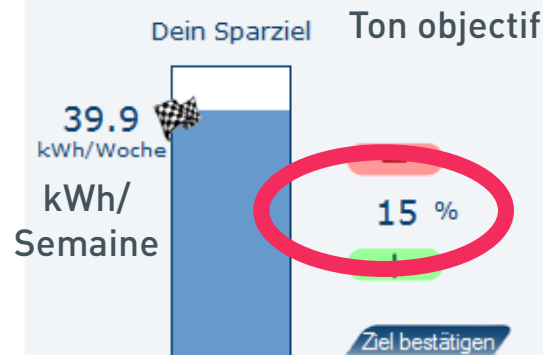 Dein Sparziel Ton objectif
39.9
kWh/Woche
kWh/
Semaine
15 %
Ziel bestätigen